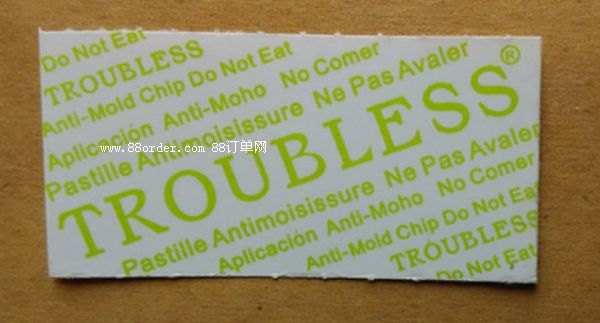 Do Not Eat
TROUBLESS
Anti-Mold Chip Do Not Eat
Aplicación Anti-Moho No Comer
Pastille Antimoisissure Ne Pas Avaler
TROUBLESS®
Pastille Antimoisissure Ne Pas Avaler
Aplicación Anti-Moho No Comer
Anti-Mold Chip Do Not Eat
TROUBLESS
Do Not Eat
www.88order.com 88订单网